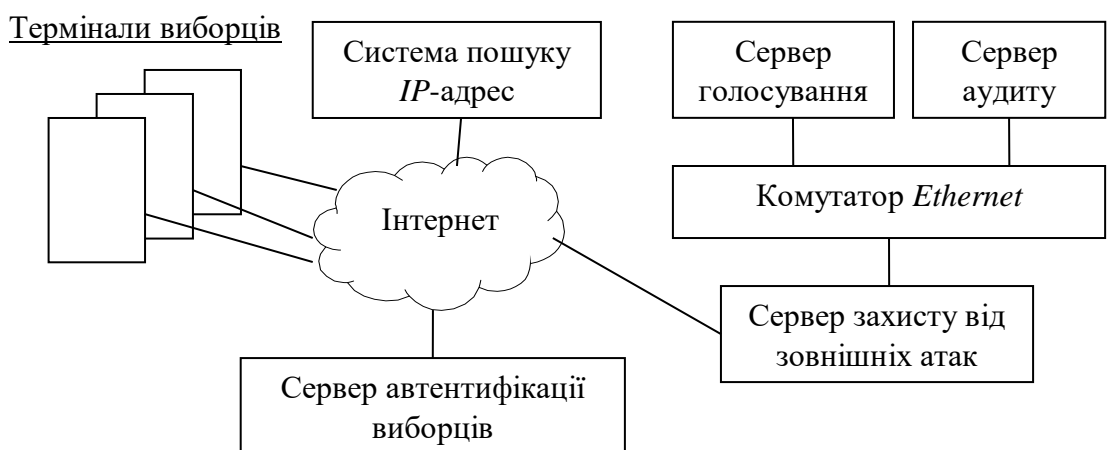 Термінали виборців
Система пошуку
IP-адрес
Сервер
голосування
Сервер
аудиту
Комутатор Ethernet
Інтернет
Сервер захисту від
зовнішніх атак
Сервер автентифікації
виборців